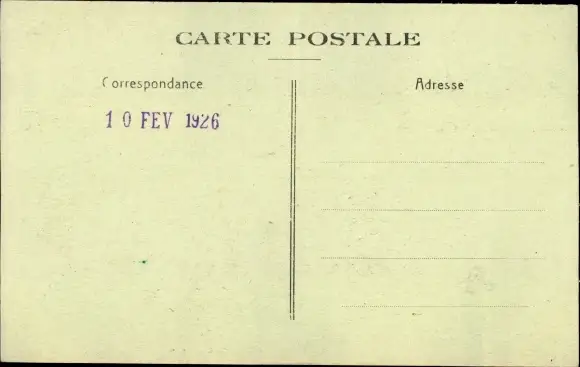 CARTE POSTALE
Correspondance
10 FEV 1926
Adresse